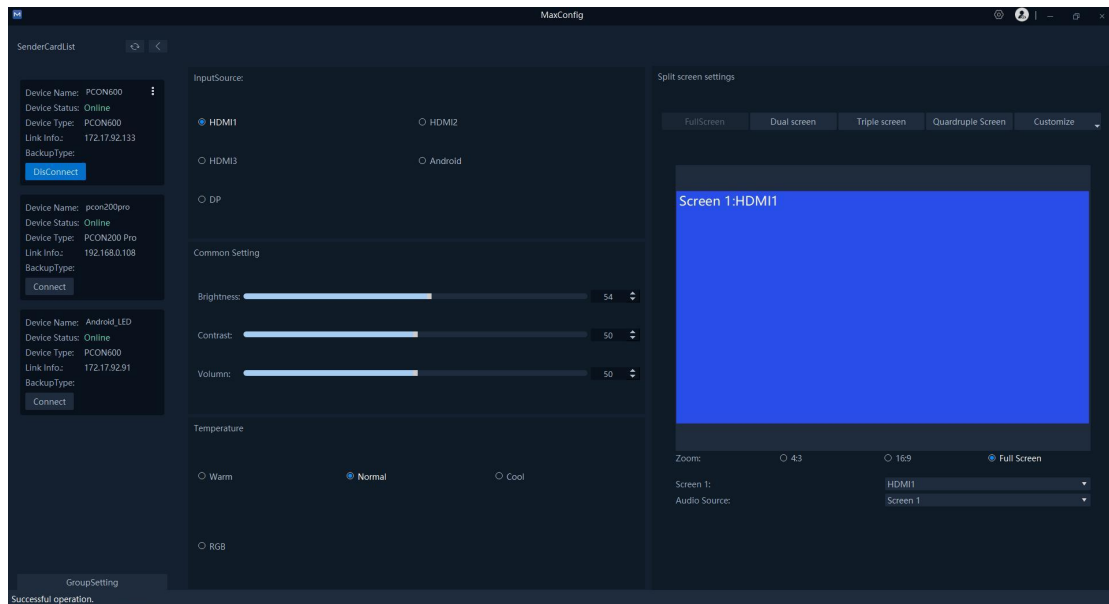 MaxConfig
SenderCardList
Device Name: PCON600
Device Status: Online
Device Type: PCON600
Link Info.: 172.17.92.133
BackupType:
DisConnect
Device Name: pcon200pro
Device Status: Online
Device Type: PCON200 Pro
Link Info.: 192.168.0.108
BackupType:
Connect
Device Name: Android_LED
Device Status: Online
Device Type: PCON600
Link Info.: 172.17.92.91
BackupType:
Connect
GroupSetting
Successful operation.
InputSource:
HDMI1 HDMI2
HDMI3 Android
DP
Common Setting
Brightness: 54
Contrast: 50
Volumn: 50
Temperature
Warm Normal Cool
RGB
Split screen settings
FullScreen Dual screen Triple screen Quadruple Screen Customize
Screen 1:HDMI1
Zoom: 4:3 16:9 Full Screen
Screen 1: HDMI1
Audio Source: Screen 1